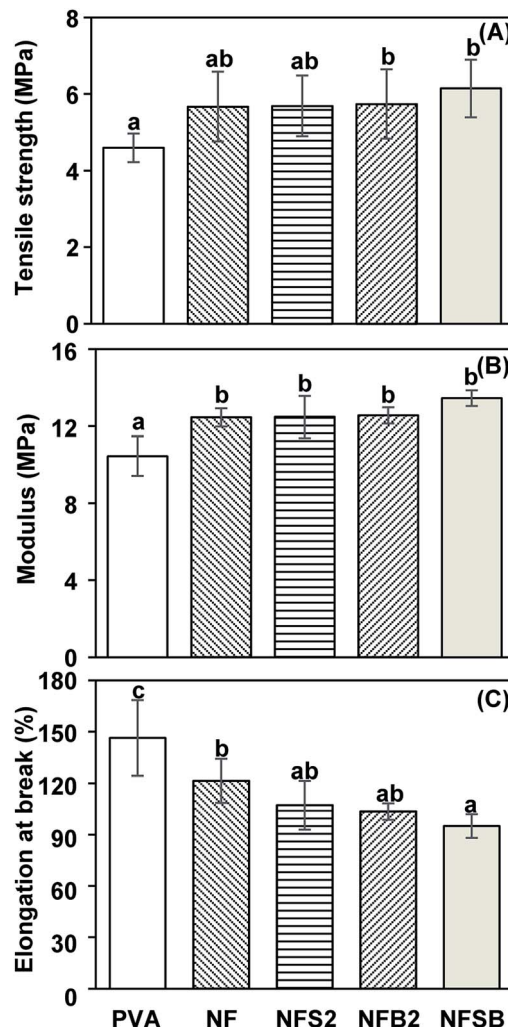 Tensile strength (MPa)
8
6
4
2
0
(A)
a
ab
ab
b
b
Modulus (MPa)
16
12
8
4
0
(B)
a
b
b
b
b
Elongation at break (%)
180
150
120
90
60
30
0
(C)
c
b
ab
ab
a
PVA NF NFS2 NFB2 NFSB